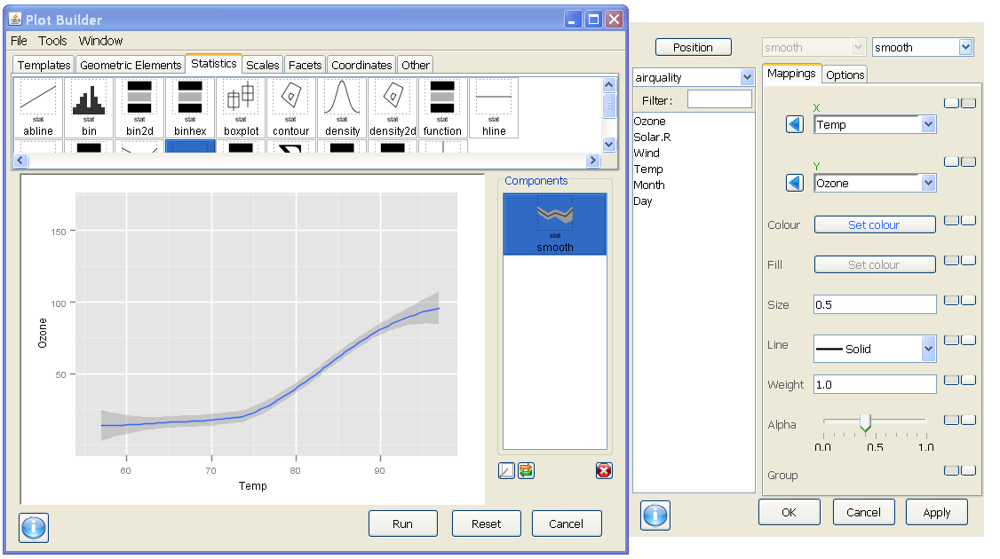 Plot Builder
File Tools Window
Templates Geometric Elements Statistics Scales Facets Coordinates Other
stat stat stat stat stat stat stat stat stat stat
abline bin bin2d binhex boxplot contour density density2d function hline
Components
stat
smooth
150
100
50
Ozone
60 70 80 90
Temp
Run Reset Cancel
Position smooth smooth
airquality
Filter:
Ozone
Solar.R
Wind
Temp
Month
Day
Mappings Options
X
Temp
Y
Ozone
Colour Set colour
Fill Set colour
Size 0.5
Line Solid
Weight 1.0
Alpha
0.0 0.5 1.0
Group
OK Cancel Apply